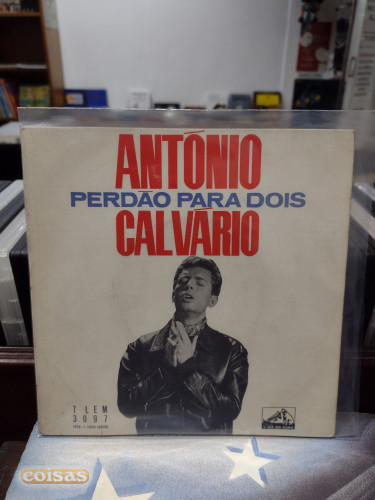 ANTÓNIO
PERDÃO PARA DOIS
CALVÁRIO
7 LEM
3097
coisas